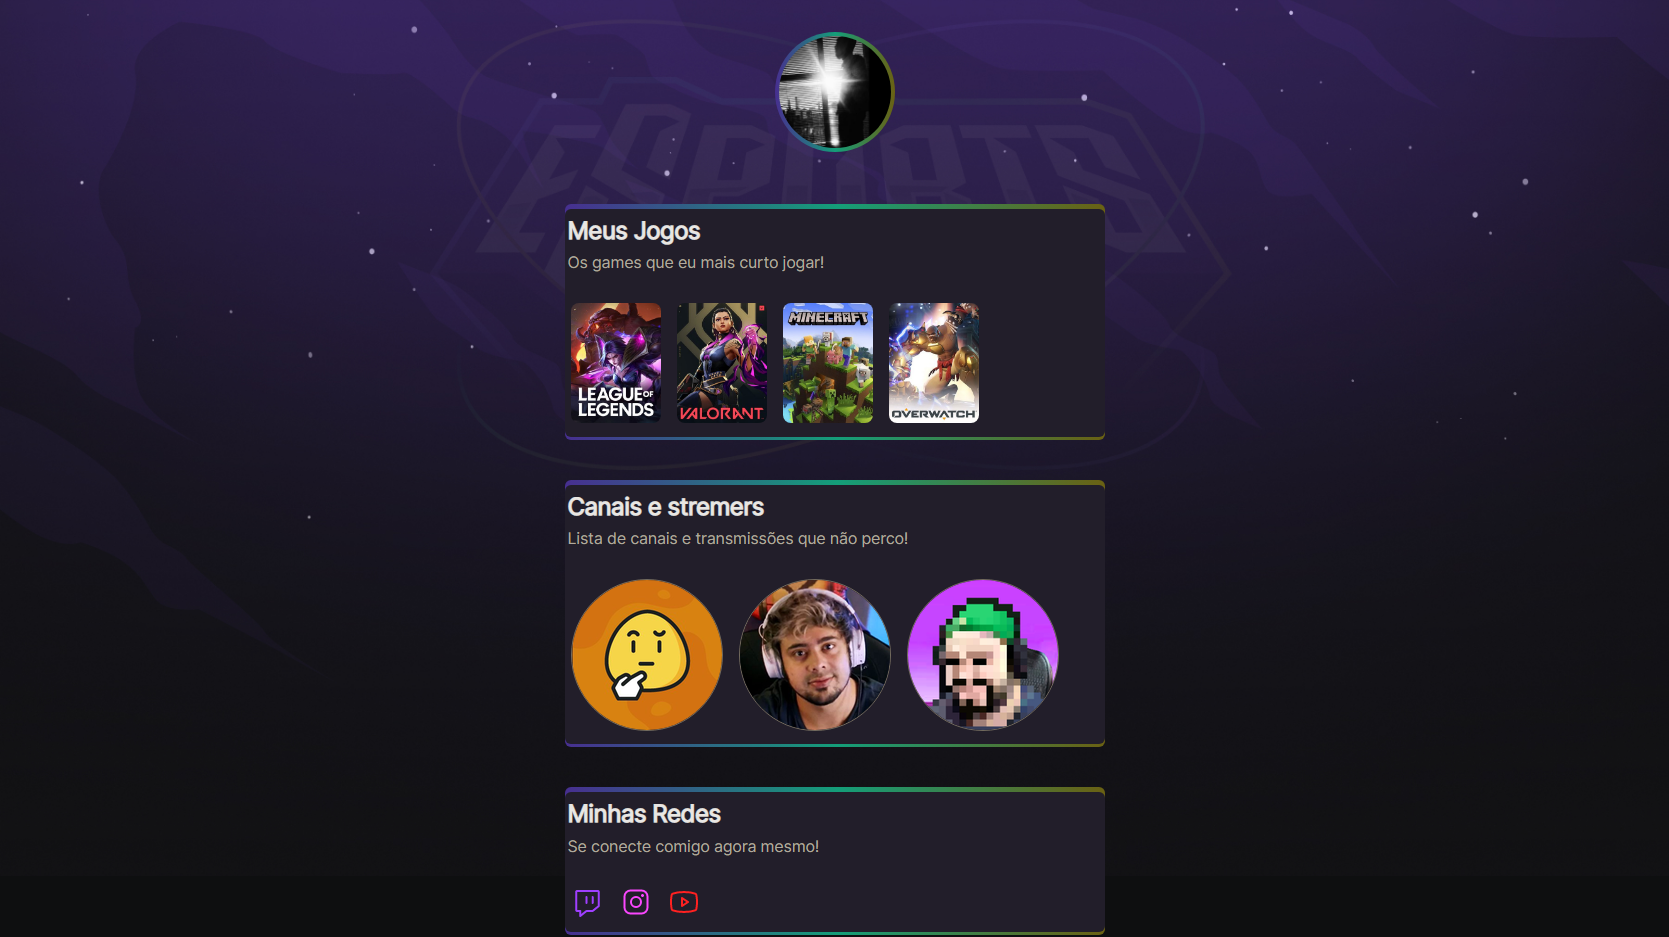 ESPORTS
Meus Jogos
Os games que eu mais curto jogar!
LEAGUE OF
LEGENDS
VALORANT
MINECRAFT
OVERWATCH
Canais e stremers
Lista de canais e transmissões que não perco!
Minhas Redes
Se conecte comigo agora mesmo!